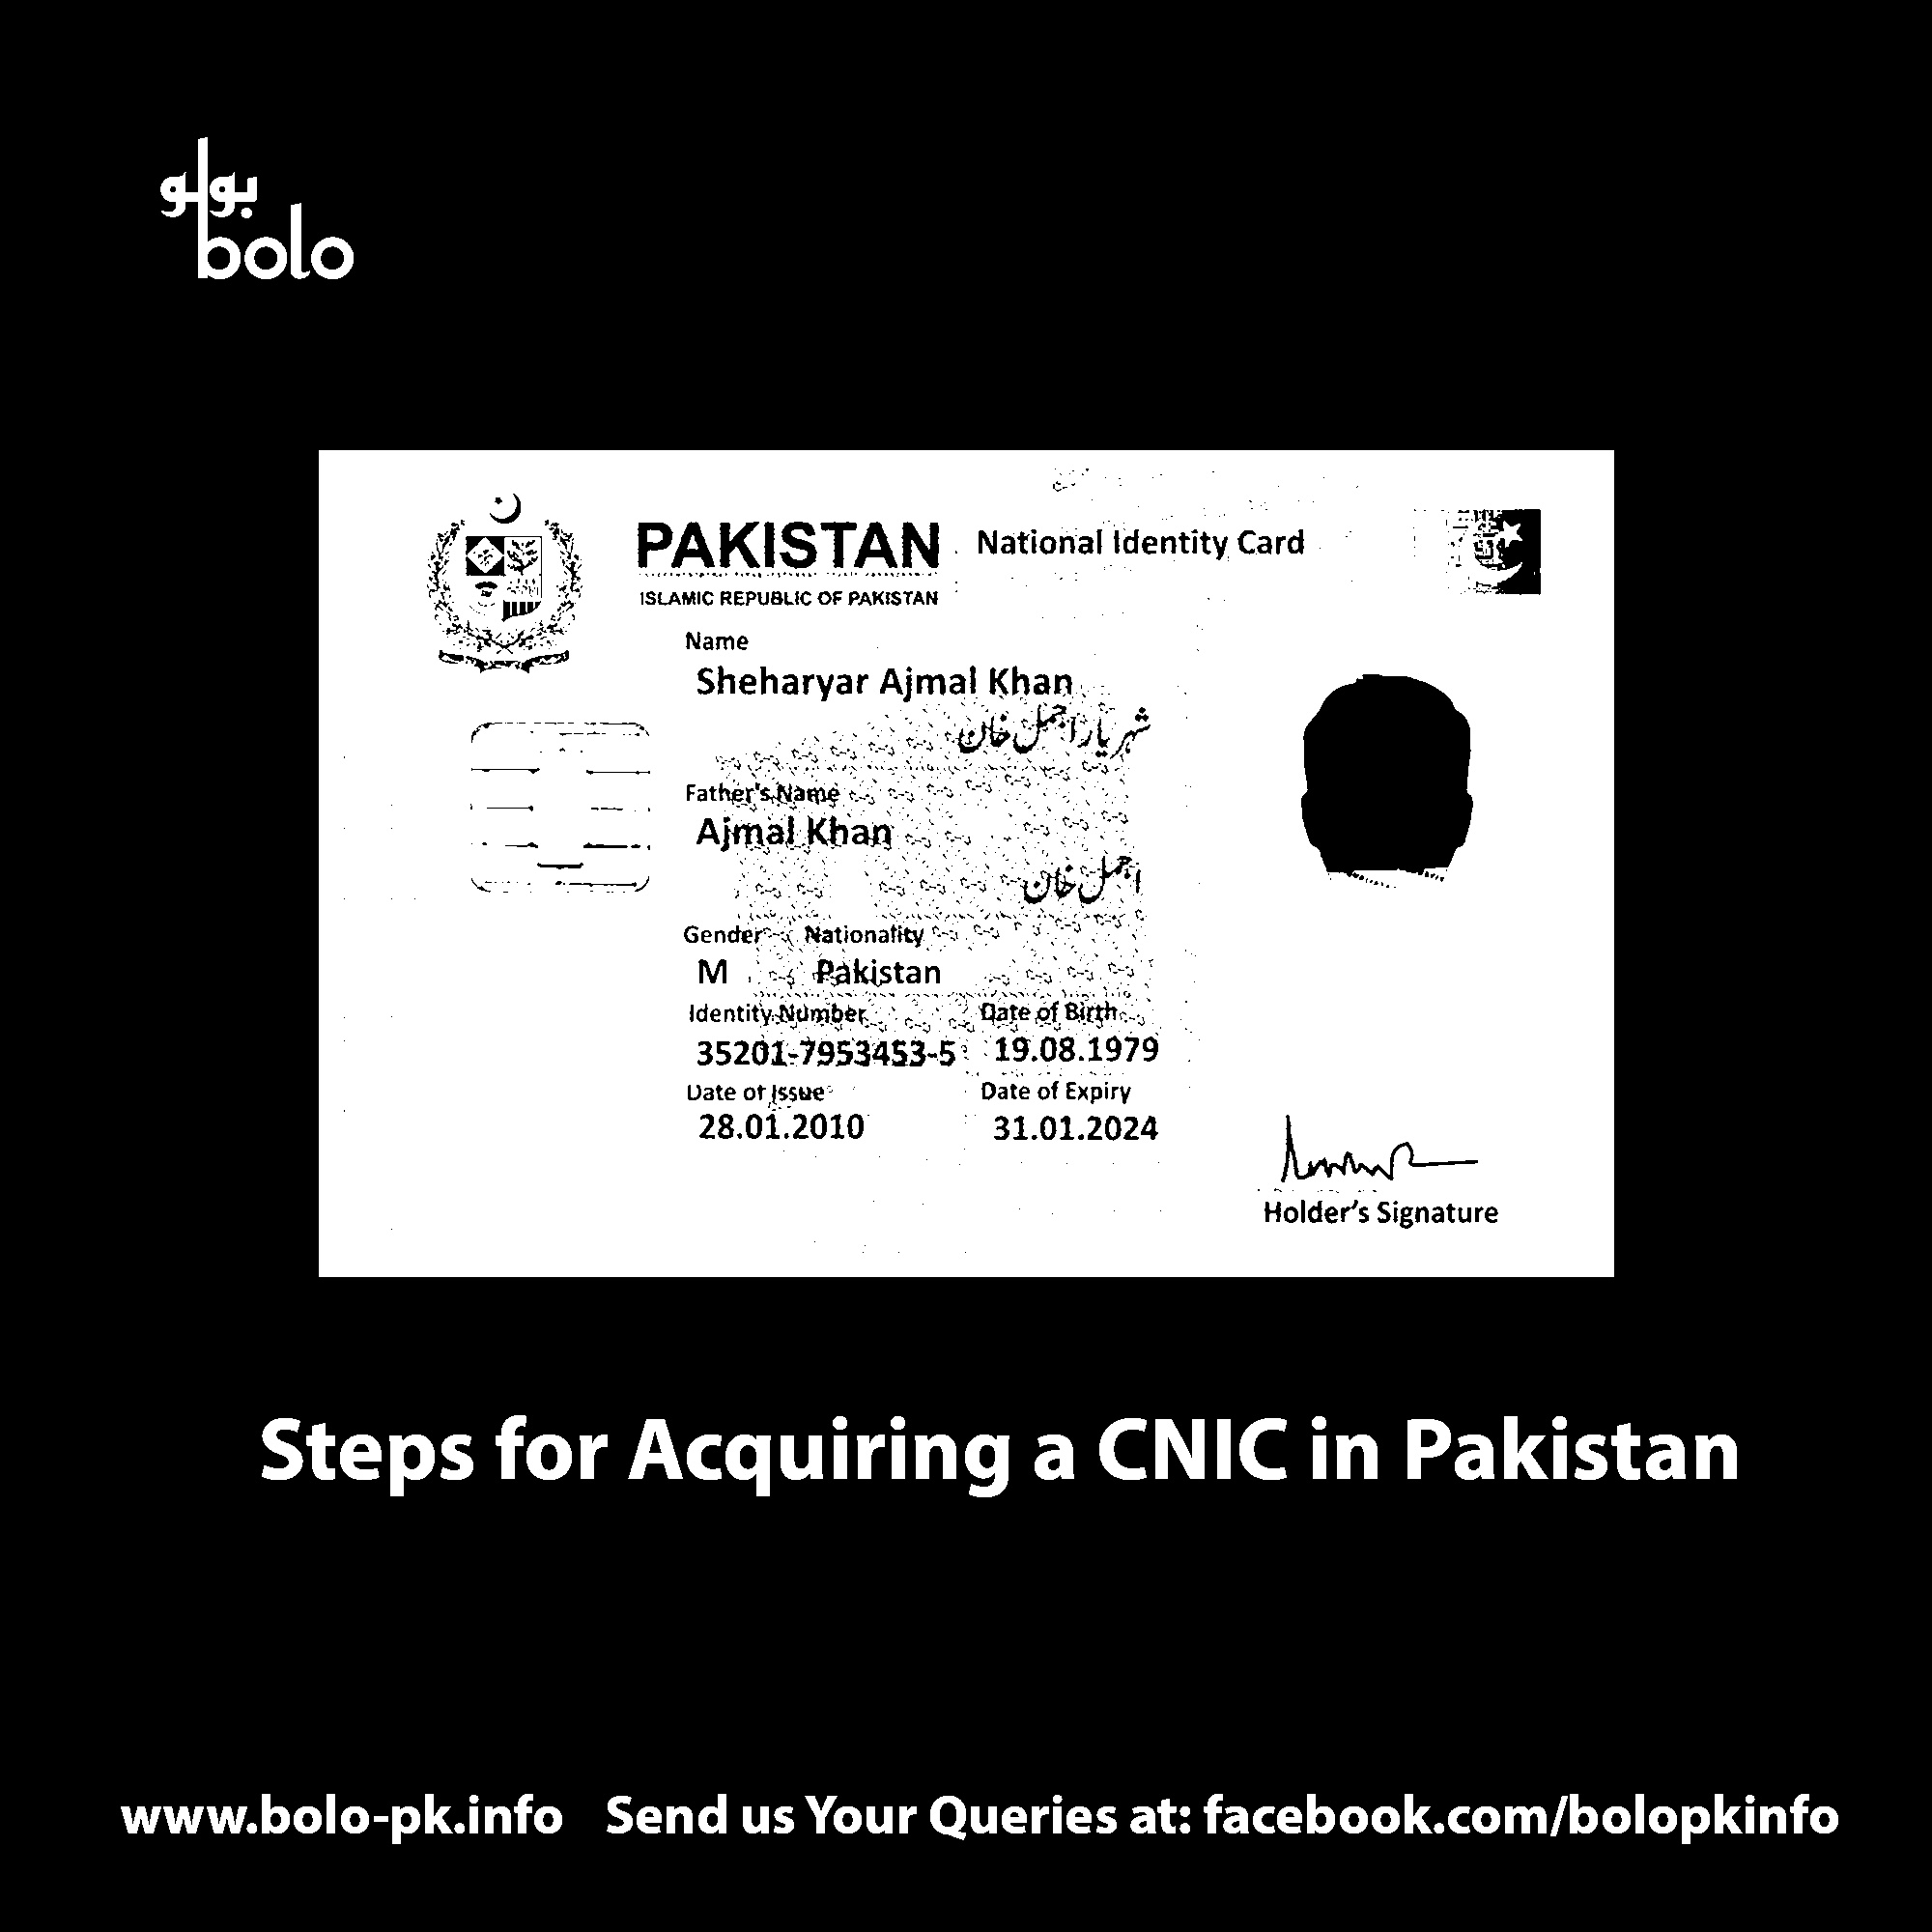 بولو
bolo
PAKISTAN National Identity Card
ISLAMIC REPUBLIC OF PAKISTAN
Name
Sheharyar Ajmal Khan
شہریار اجمل خان
Father's Name
Ajmal Khan
اجمل خان
Gender Nationality
M Pakistan
Identity Number Date of Birth
35201-7953453-5 19.08.1979
Date of Issue Date of Expiry
28.01.2010 31.01.2024
Holder's Signature
Steps for Acquiring a CNIC in Pakistan
www.bolo-pk.info Send us Your Queries at: facebook.com/bolopkinfo